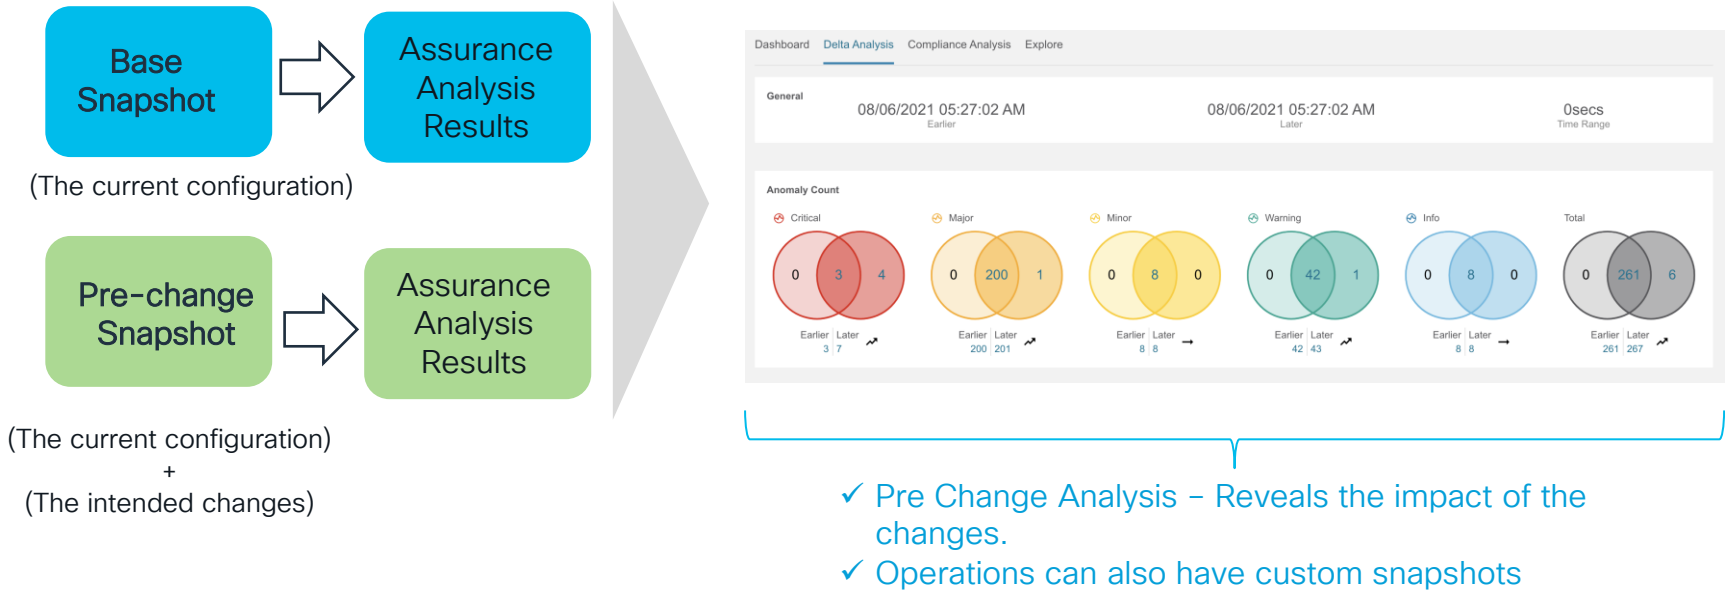 Base
Snapshot
Assurance
Analysis
Results
(The current configuration)
Pre-change
Snapshot
Assurance
Analysis
Results
(The current configuration)
+
(The intended changes)
Dashboard Delta Analysis Compliance Analysis Explore
General
08/06/2021 05:27:02 AM 08/06/2021 05:27:02 AM 0secs
Earlier Later Time Range
Anomaly Count
Critical Major Minor Warning Info Total
0 3 4 0 200 1 0 8 0 0 42 1 0 8 0 0 261 6
Earlier Later Earlier Later Earlier Later Earlier Later Earlier Later Earlier Later
3 7 200 201 8 8 42 43 8 8 261 267
✓ Pre Change Analysis – Reveals the impact of the
changes.
✓ Operations can also have custom snapshots